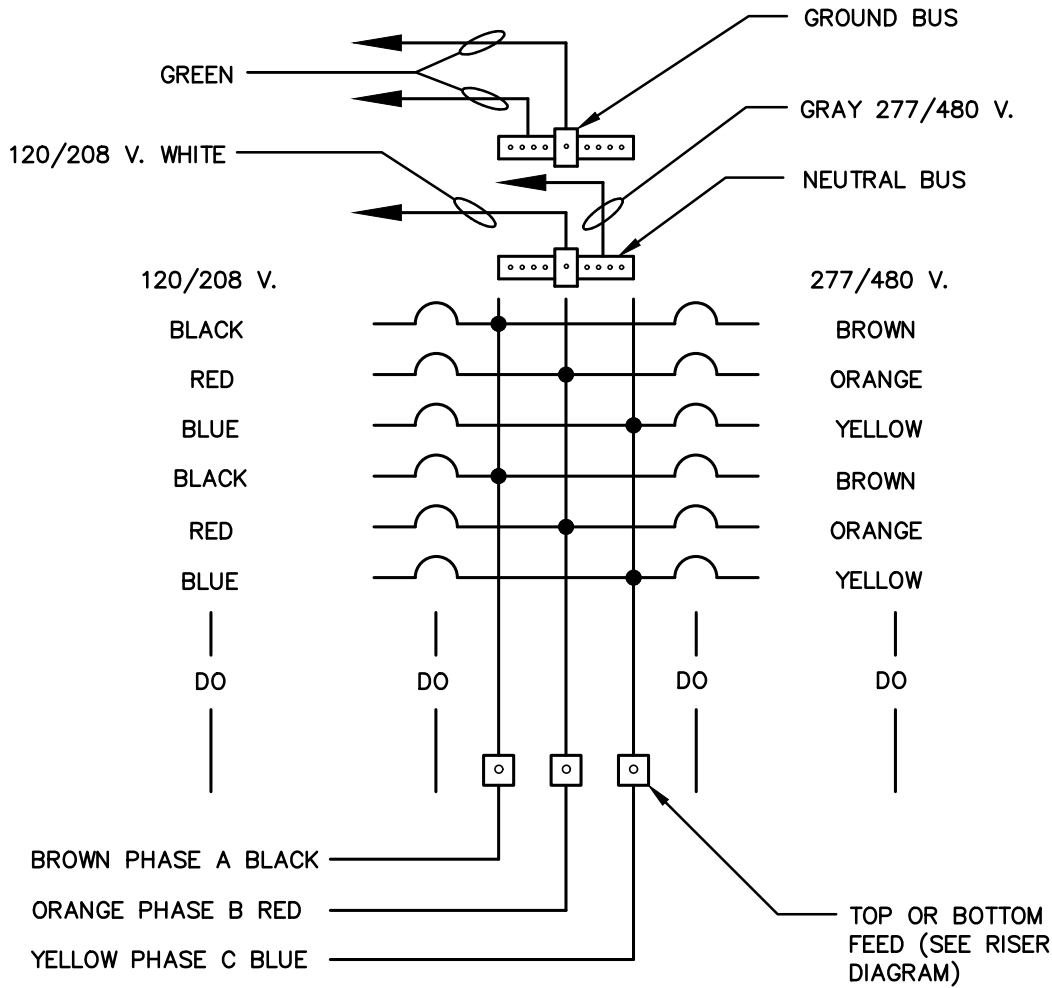 GROUND BUS
GREEN
GRAY 277/480 V.
120/208 V. WHITE
NEUTRAL BUS
120/208 V.
277/480 V.
BLACK
BROWN
RED
ORANGE
BLUE
YELLOW
BLACK
BROWN
RED
ORANGE
BLUE
YELLOW
DO
DO
DO
DO
BROWN PHASE A BLACK
ORANGE PHASE B RED
YELLOW PHASE C BLUE
TOP OR BOTTOM
FEED (SEE RISER
DIAGRAM)